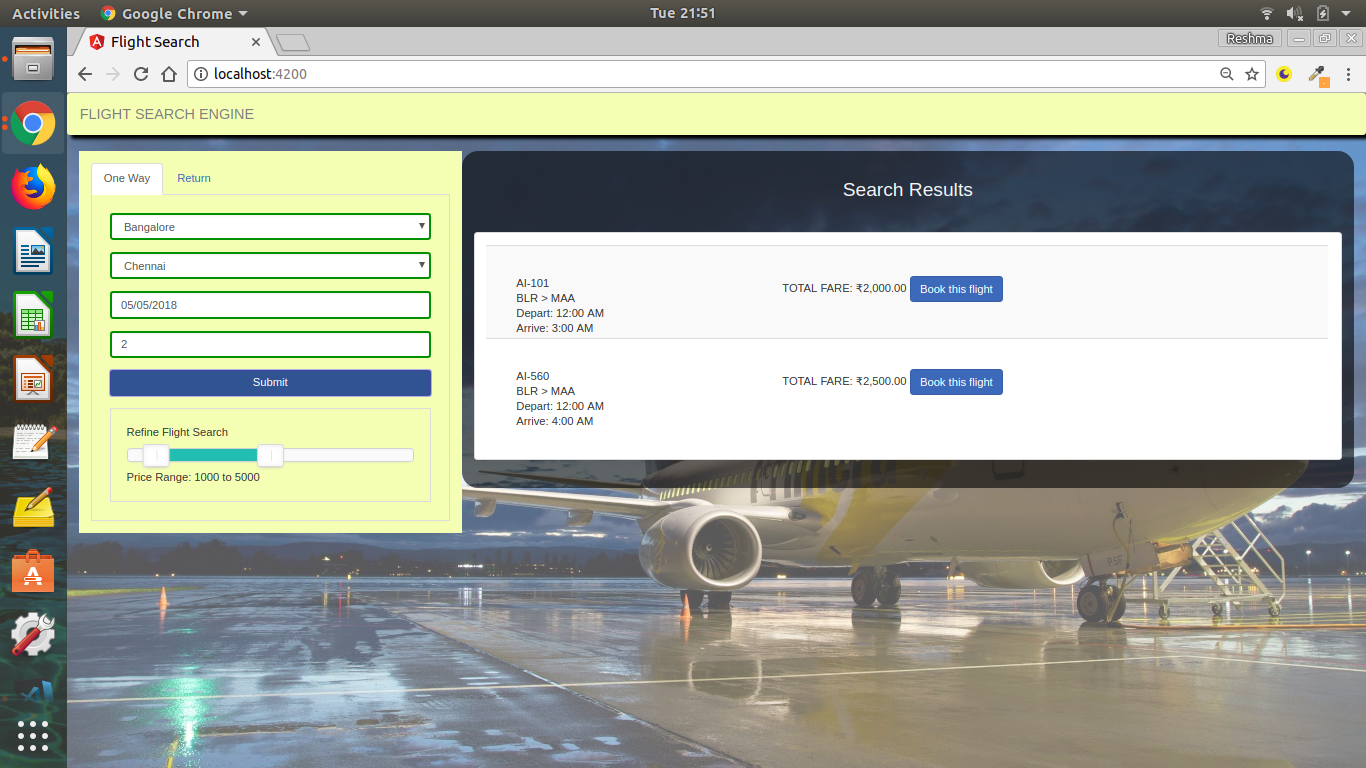 Activities Google Chrome Tue 21:51
Flight Search Reshma
localhost:4200
FLIGHT SEARCH ENGINE
One Way Return
Bangalore
Chennai
05/05/2018
2
Submit
Refine Flight Search
Price Range: 1000 to 5000
Search Results
AI-101
BLR > MAA
Depart: 12:00 AM
Arrive: 3:00 AM
TOTAL FARE: ₹2,000.00 Book this flight
AI-560
BLR > MAA
Depart: 12:00 AM
Arrive: 4:00 AM
TOTAL FARE: ₹2,500.00 Book this flight